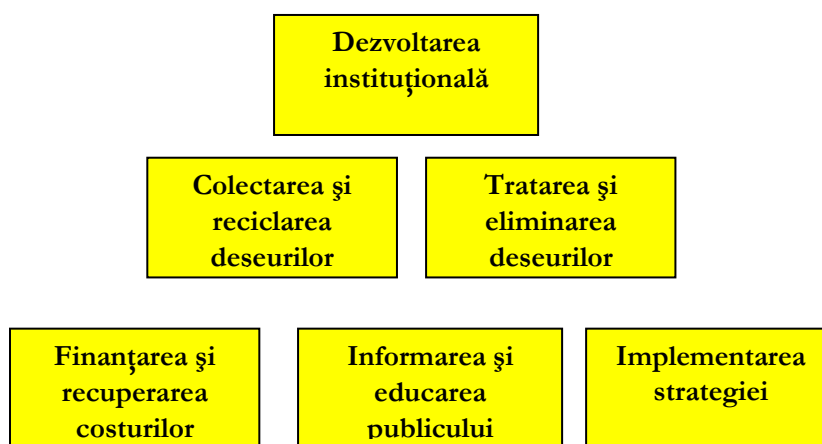 Dezvoltarea
instituţională
Colectarea şi
reciclarea
deseurilor
Tratarea şi
eliminarea
deseurilor
Finanţarea şi
recuperarea
costurilor
Informarea şi
educarea
publicului
Implementarea
strategiei